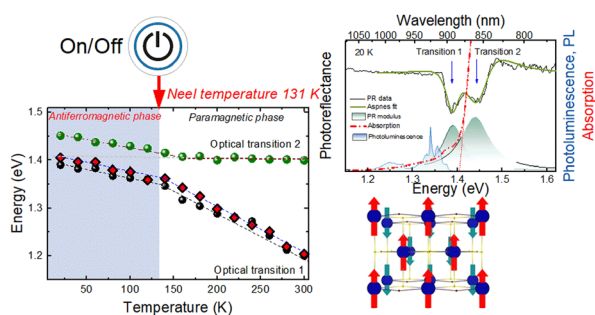 On/Off
Neel temperature 131 K
Antiferromagnetic phase
Paramagnetic phase
Optical transition 2
Optical transition 1
Energy (eV)
1.5
1.4
1.3
1.2
0 50 100 150 200 250 300
Temperature (K)
Wavelength (nm)
1050 1000 950 900 850 800
20 K
Transition 1
Transition 2
PR data
Aspnes fit
PR modulus
Absorption
Photoluminescence
Photoreflectance
Photoluminescence, PL
Absorption
1.2 1.3 1.4 1.5 1.6
Energy (eV)